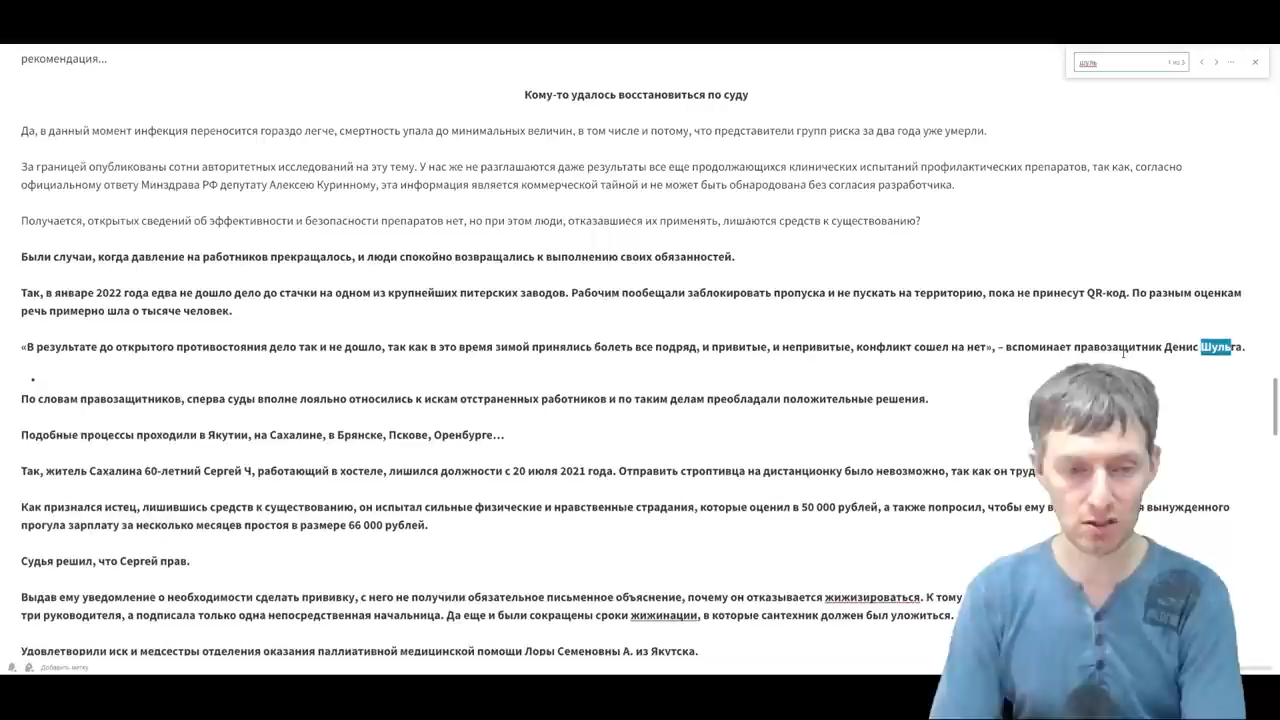 рекомендация...
шуль
1 из 3
Кому-то удалось восстановиться по суду
Да, в данный момент инфекция переносится гораздо легче, смертность упала до минимальных величин, в том числе и потому, что представители групп риска за два года уже умерли.
За границей опубликованы сотни авторитетных исследований на эту тему. У нас же не разглашаются даже результаты все еще продолжающихся клинических испытаний профилактических препаратов, так как, согласно
официальному ответу Минздрава РФ депутату Алексею Куринному, эта информация является коммерческой тайной и не может быть обнародована без согласия разработчика.
Получается, открытых сведений об эффективности и безопасности препаратов нет, но при этом люди, отказавшиеся их применять, лишаются средств к существованию?
Были случаи, когда давление на работников прекращалось, и люди спокойно возвращались к выполнению своих обязанностей.
Так, в январе 2022 года едва не дошло дело до стачки на одном из крупнейших питерских заводов. Рабочим пообещали заблокировать пропуска и не пускать на территорию, пока не принесут QR-код. По разным оценкам
речь примерно шла о тысяче человек.
«В результате до открытого противостояния дело так и не дошло, так как в это время зимой принялись болеть все подряд, и привитые, и непривитые, конфликт сошел на нет», – вспоминает правозащитник Денис Шульга.
По словам правозащитников, сперва суды вполне лояльно относились к искам отстраненных работников и по таким делам преобладали положительные решения.
Подобные процессы проходили в Якутии, на Сахалине, в Брянске, Пскове, Оренбурге...
Так, житель Сахалина 60-летний Сергей Ч, работающий в хостеле, лишился должности с 20 июля 2021 года. Отправить строптивца на дистанционку было невозможно, так как он труд
Как признался истец, лишившись средств к существованию, он испытал сильные физические и нравственные страдания, которые оценил в 50 000 рублей, а также попросил, чтобы ему в вынужденного
прогула зарплату за несколько месяцев простоя в размере 66 000 рублей.
Судья решил, что Сергей прав.
Выдав ему уведомление о необходимости сделать прививку, с него не получили обязательное письменное объяснение, почему он отказывается жижизироваться. К тому
три руководителя, а подписала только одна непосредственная начальница. Да еще и были сокращены сроки жижинации, в которые сантехник должен был уложиться.
Удовлетворили иск и медсестры отделения оказания паллиативной медицинской помощи Лоры Семеновны А. из Якутска.
Добавить метку